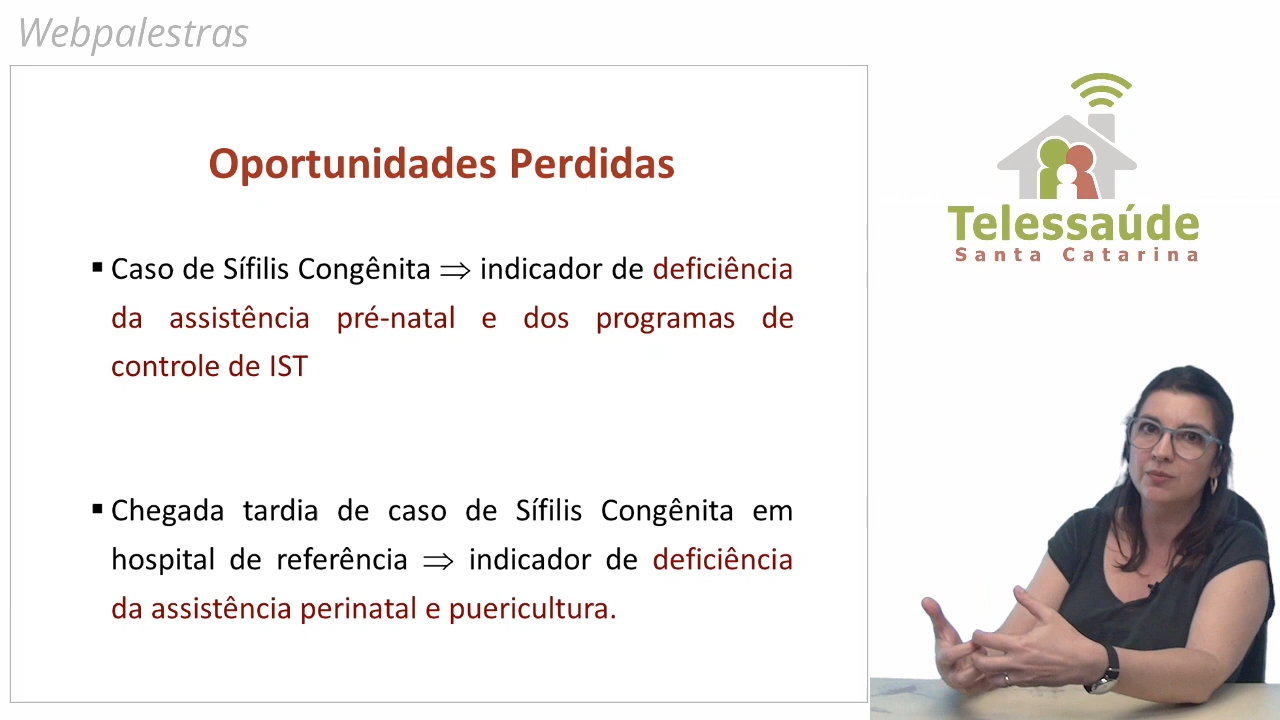 Webpalestras
Oportunidades Perdidas
▪ Caso de Sífilis Congênita ⇒ indicador de deficiência
da assistência pré-natal e dos programas de
controle de IST
▪ Chegada tardia de caso de Sífilis Congênita em
hospital de referência ⇒ indicador de deficiência
da assistência perinatal e puericultura.
Telessaúde
Santa Catarina